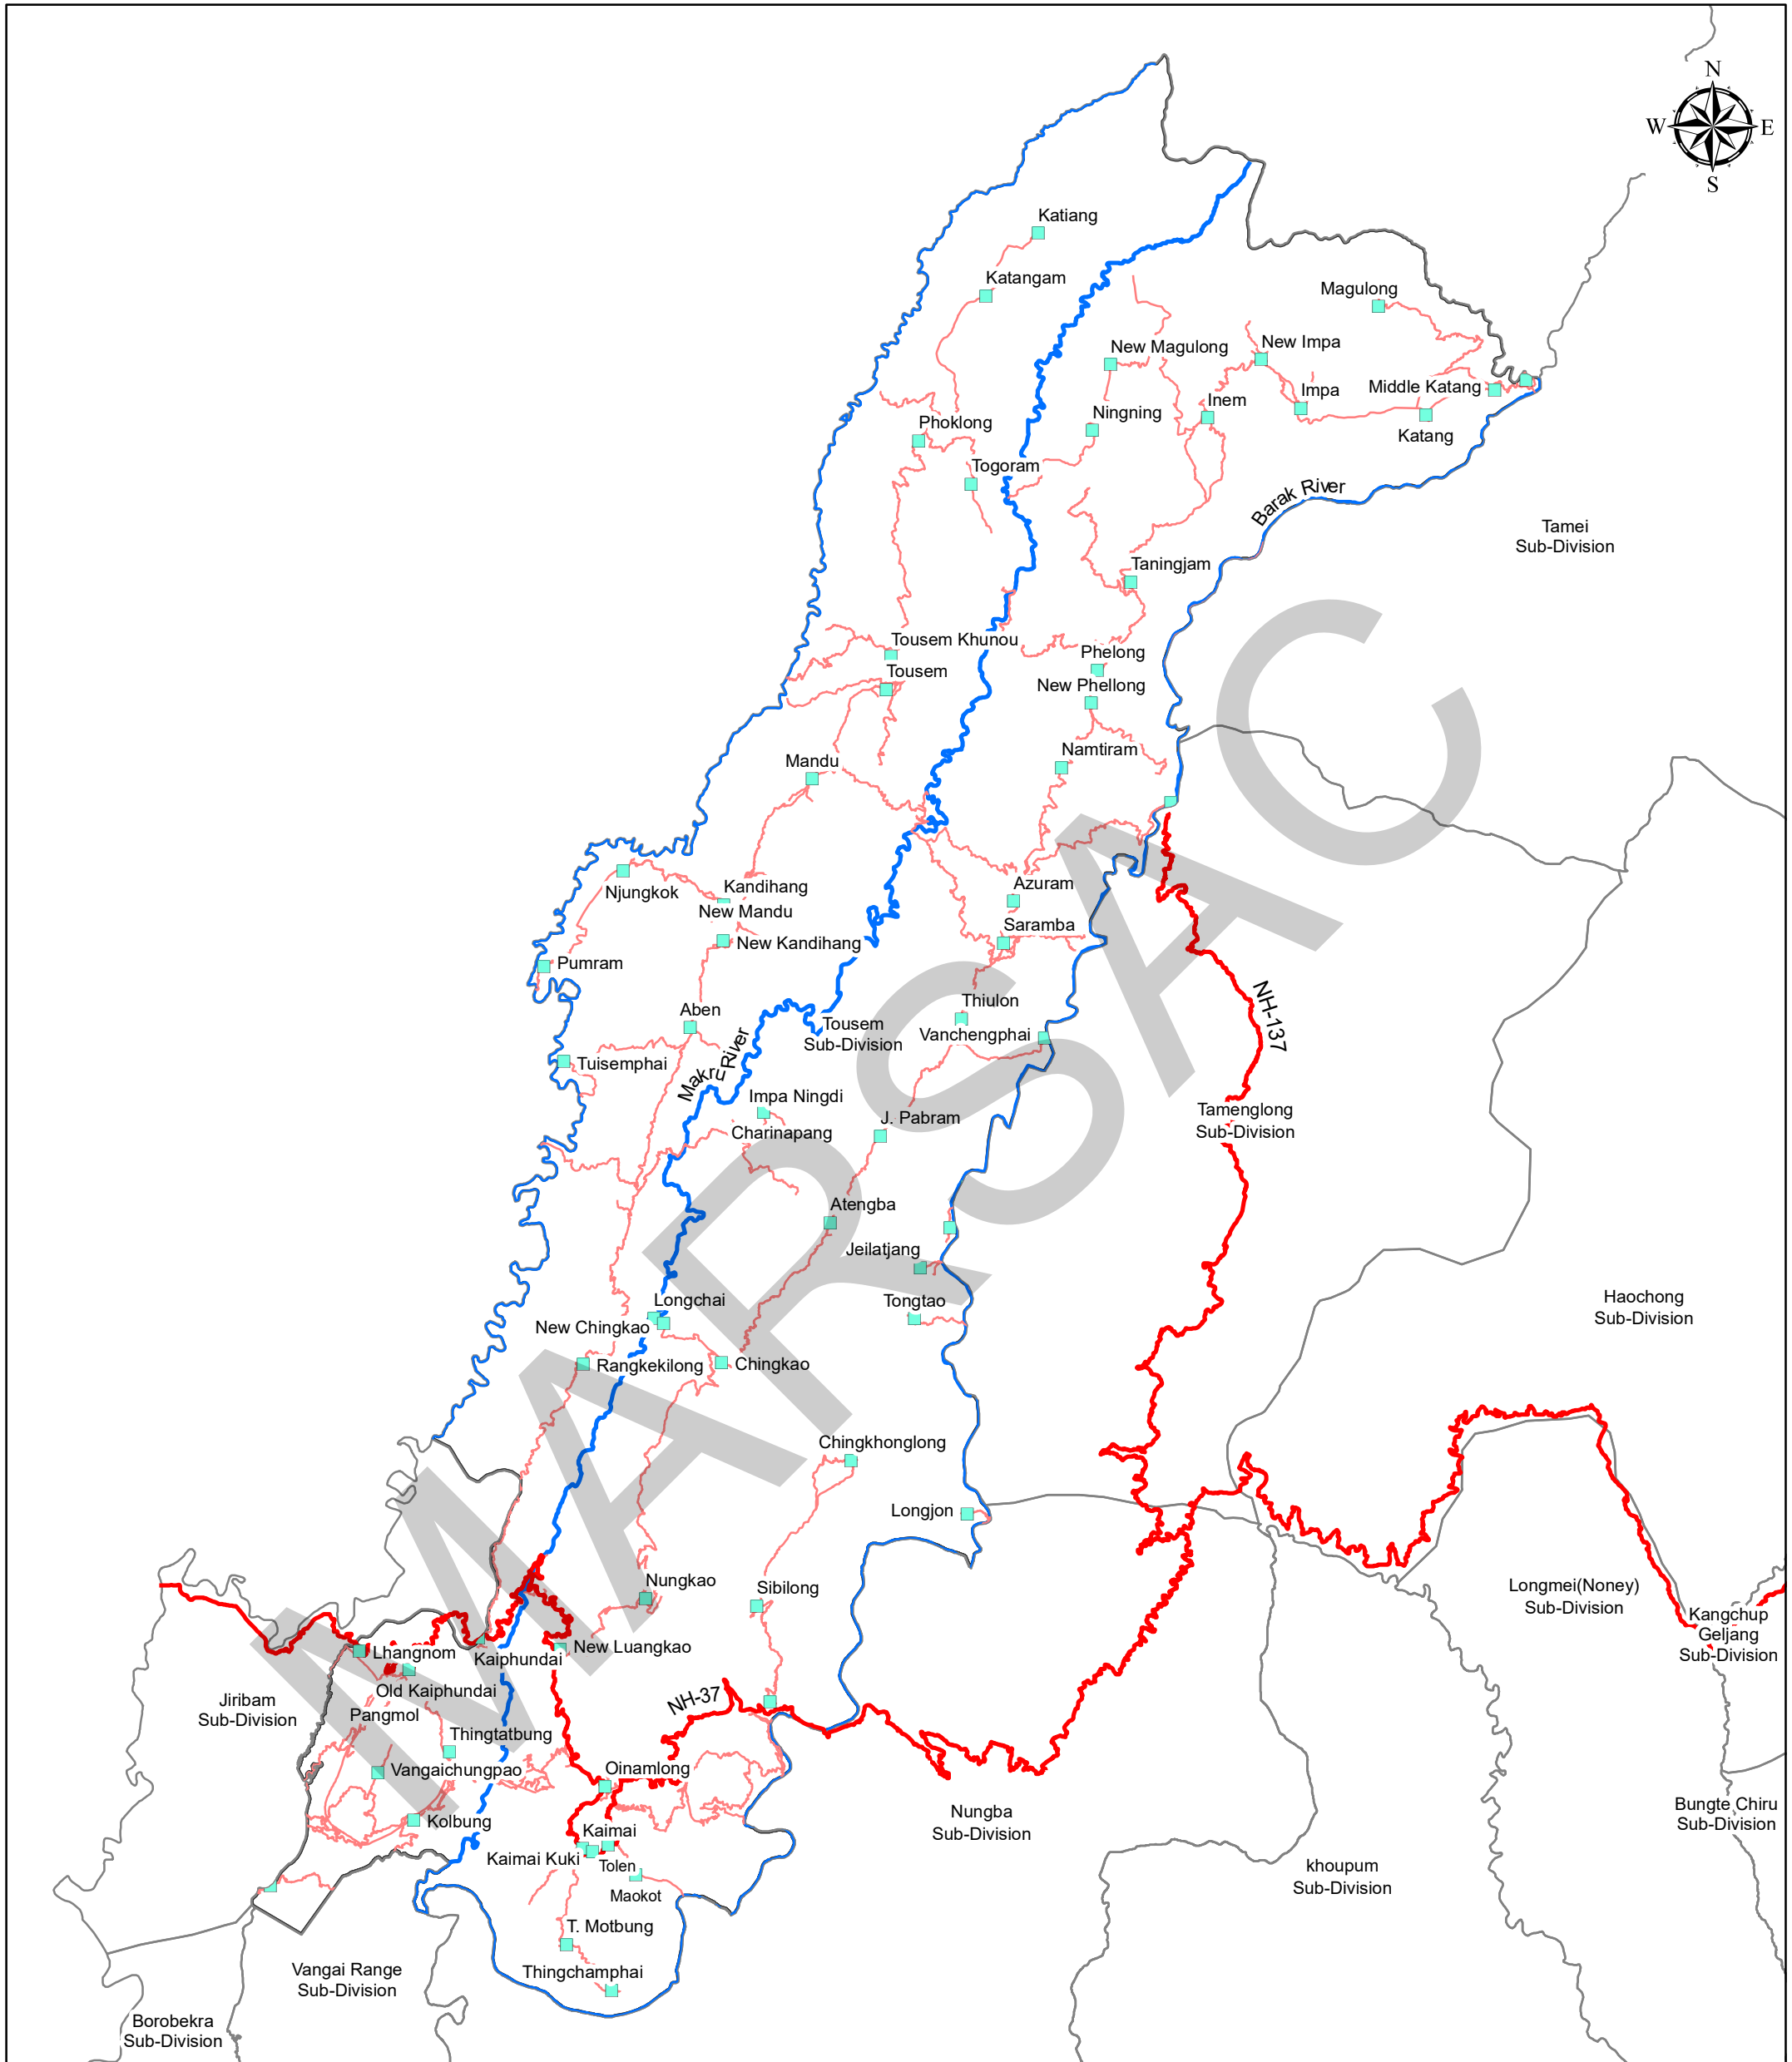 N
W E
S
Katiang
Katangam
Magulong
New Magulong
New Impa
Middle Katang
Impa
Inem
Ningning
Katang
Phoklong
Togoram
Barak River
Tamei
Sub-Division
Taningjam
Tousem Khunou
Phelong
Tousem
New Phellong
Namtiram
Mandu
Azuram
Kandihang
Njungkok
New Mandu
Saramba
New Kandihang
Pumram
Thiulon
Aben
NH-137
Tousem
Sub-Division
Vanchengphai
Makru River
Tuisemphai
Impa Ningdi
J. Pabram
Tamenglong
Sub-Division
Charinapang
Atengba
Jeilatjang
Longchai
Tongtao
Haochong
Sub-Division
New Chingkao
Rangkekilong
Chingkao
Chingkhonglong
Longjon
Nungkao
Sibilong
Longmei(Noney)
Sub-Division
Kangchup
Geljang
Sub-Division
New Luangkao
Lhangnom
Kaiphundai
Old Kaiphundai
Jiribam
Sub-Division
NH-37
Pangmol
Thingtatbung
Vangaichungpao
Oinamlong
Nungba
Sub-Division
Bungte Chiru
Sub-Division
Kolbung
Kaimai
Kaimai Kuki
Tolen
khoupum
Sub-Division
Maokot
T. Motbung
Vangai Range
Sub-Division
Thingchamphai
Borobekra
Sub-Division
MARSAC